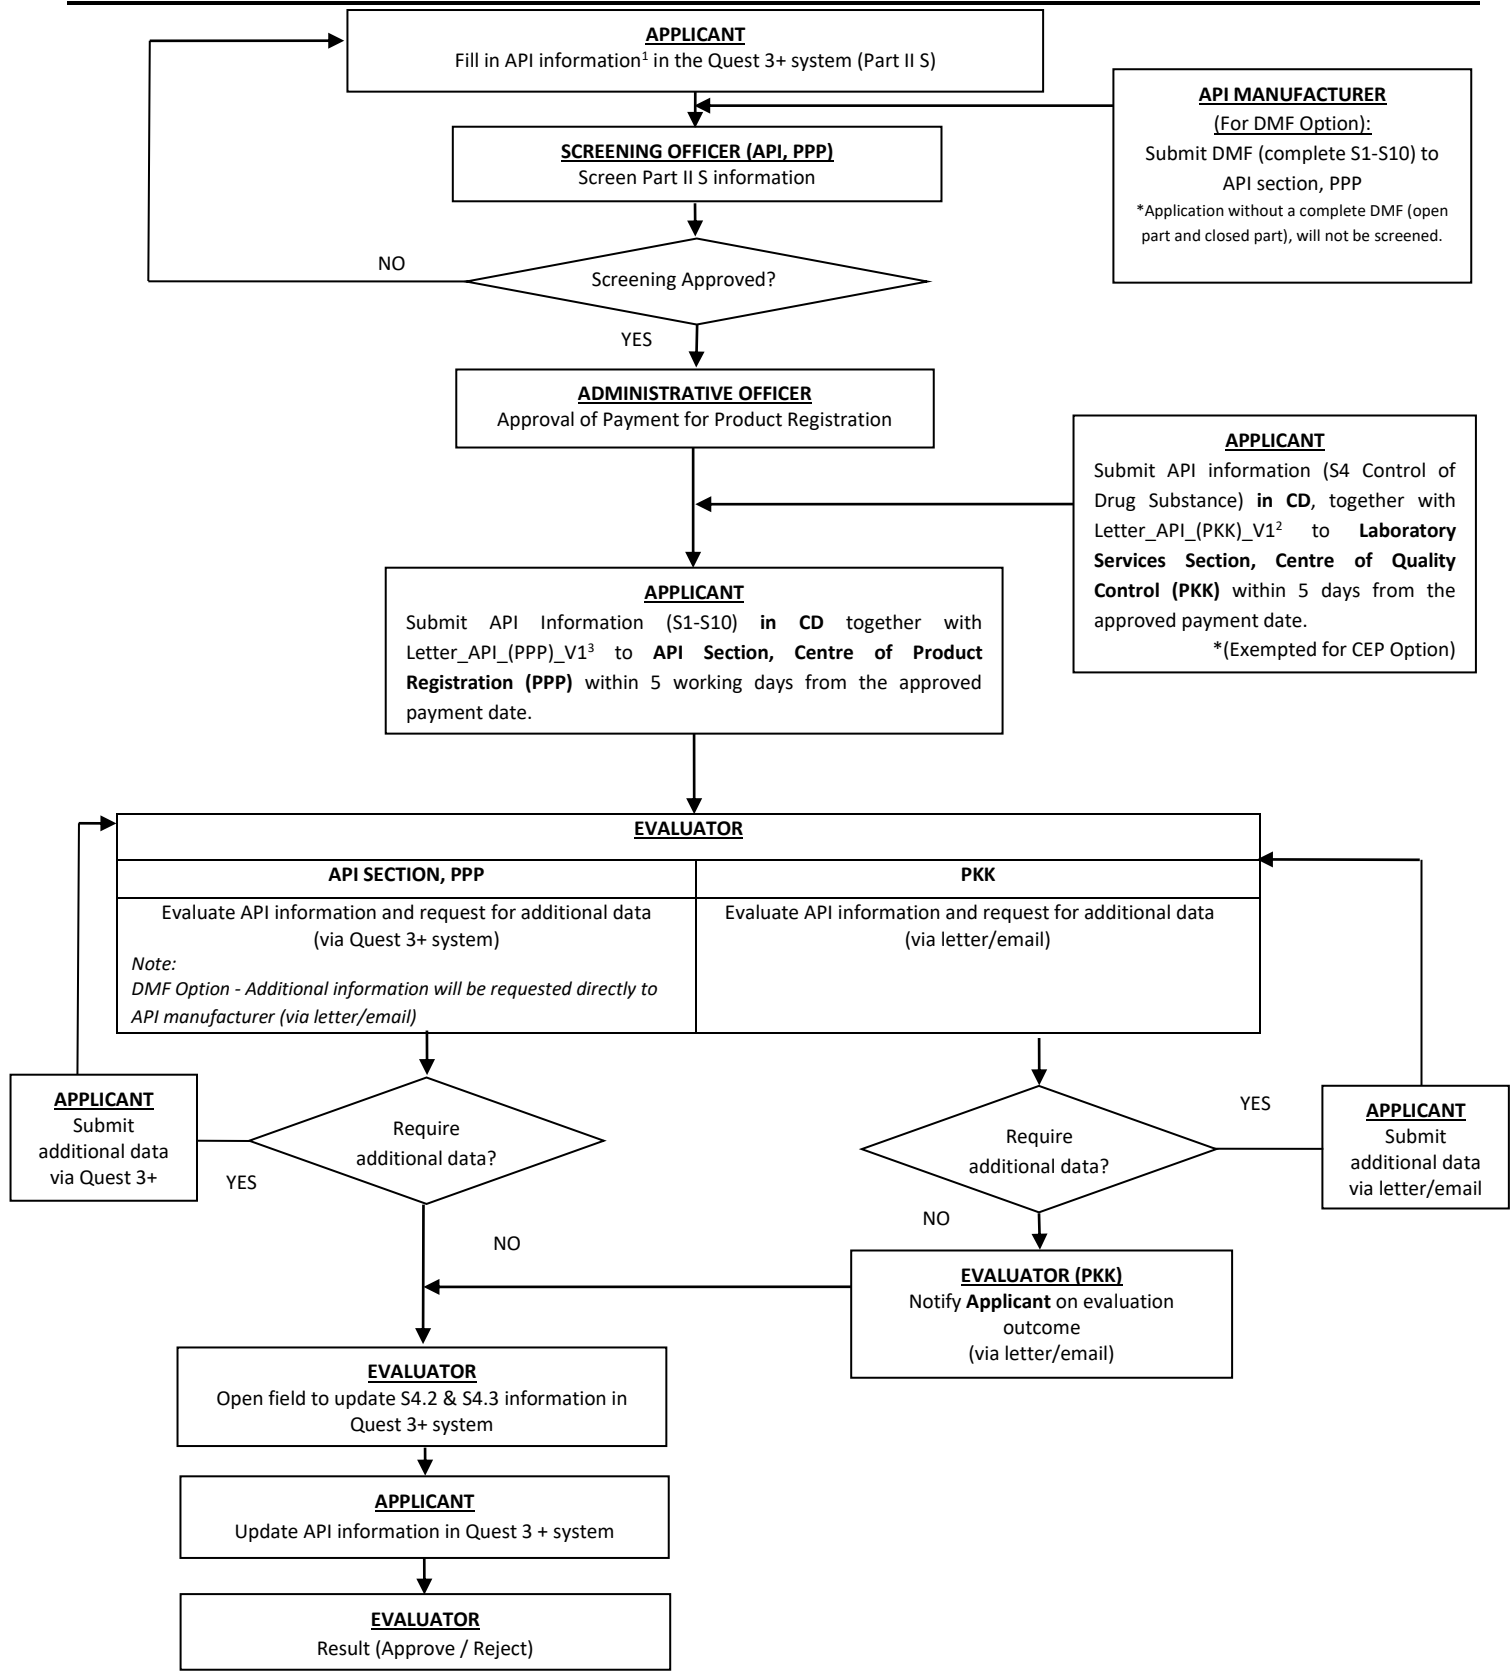 APPLICANT
Fill in API information¹ in the Quest 3+ system (Part II S)
API MANUFACTURER
(For DMF Option):
Submit DMF (complete S1-S10) to
API section, PPP
*Application without a complete DMF (open
part and closed part), will not be screened.
SCREENING OFFICER (API, PPP)
Screen Part II S information
NO
Screening Approved?
YES
ADMINISTRATIVE OFFICER
Approval of Payment for Product Registration
APPLICANT
Submit API information (S4 Control of
Drug Substance) in CD, together with
Letter_API_(PKK)_V1² to Laboratory
Services Section, Centre of Quality
Control (PKK) within 5 days from the
approved payment date.
*(Exempted for CEP Option)
APPLICANT
Submit API Information (S1-S10) in CD together with
Letter_API_(PPP)_V1³ to API Section, Centre of Product
Registration (PPP) within 5 working days from the approved
payment date.
EVALUATOR
API SECTION, PPP
Evaluate API information and request for additional data
(via Quest 3+ system)
Note:
DMF Option - Additional information will be requested directly to
API manufacturer (via letter/email)
PKK
Evaluate API information and request for additional data
(via letter/email)
APPLICANT
Submit
additional data
via Quest 3+
YES
Require
additional data?
NO
Require
additional data?
YES
APPLICANT
Submit
additional data
via letter/email
NO
EVALUATOR (PKK)
Notify Applicant on evaluation
outcome
(via letter/email)
EVALUATOR
Open field to update S4.2 & S4.3 information in
Quest 3+ system
APPLICANT
Update API information in Quest 3 + system
EVALUATOR
Result (Approve / Reject)